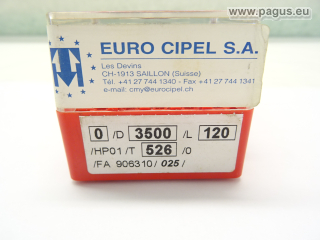 © www.pagus.eu
EURO CIPEL S.A.
Les Devins
CH-1913 SAILLON (Suisse)
Tél. +41 27 744 1340 - Fax +41 27 744 1341
e-mail: cmy@eurocipel.ch
0 /D 3500 /L 120
/HP01 /T 526 /0
/FA 906310/ 025 /